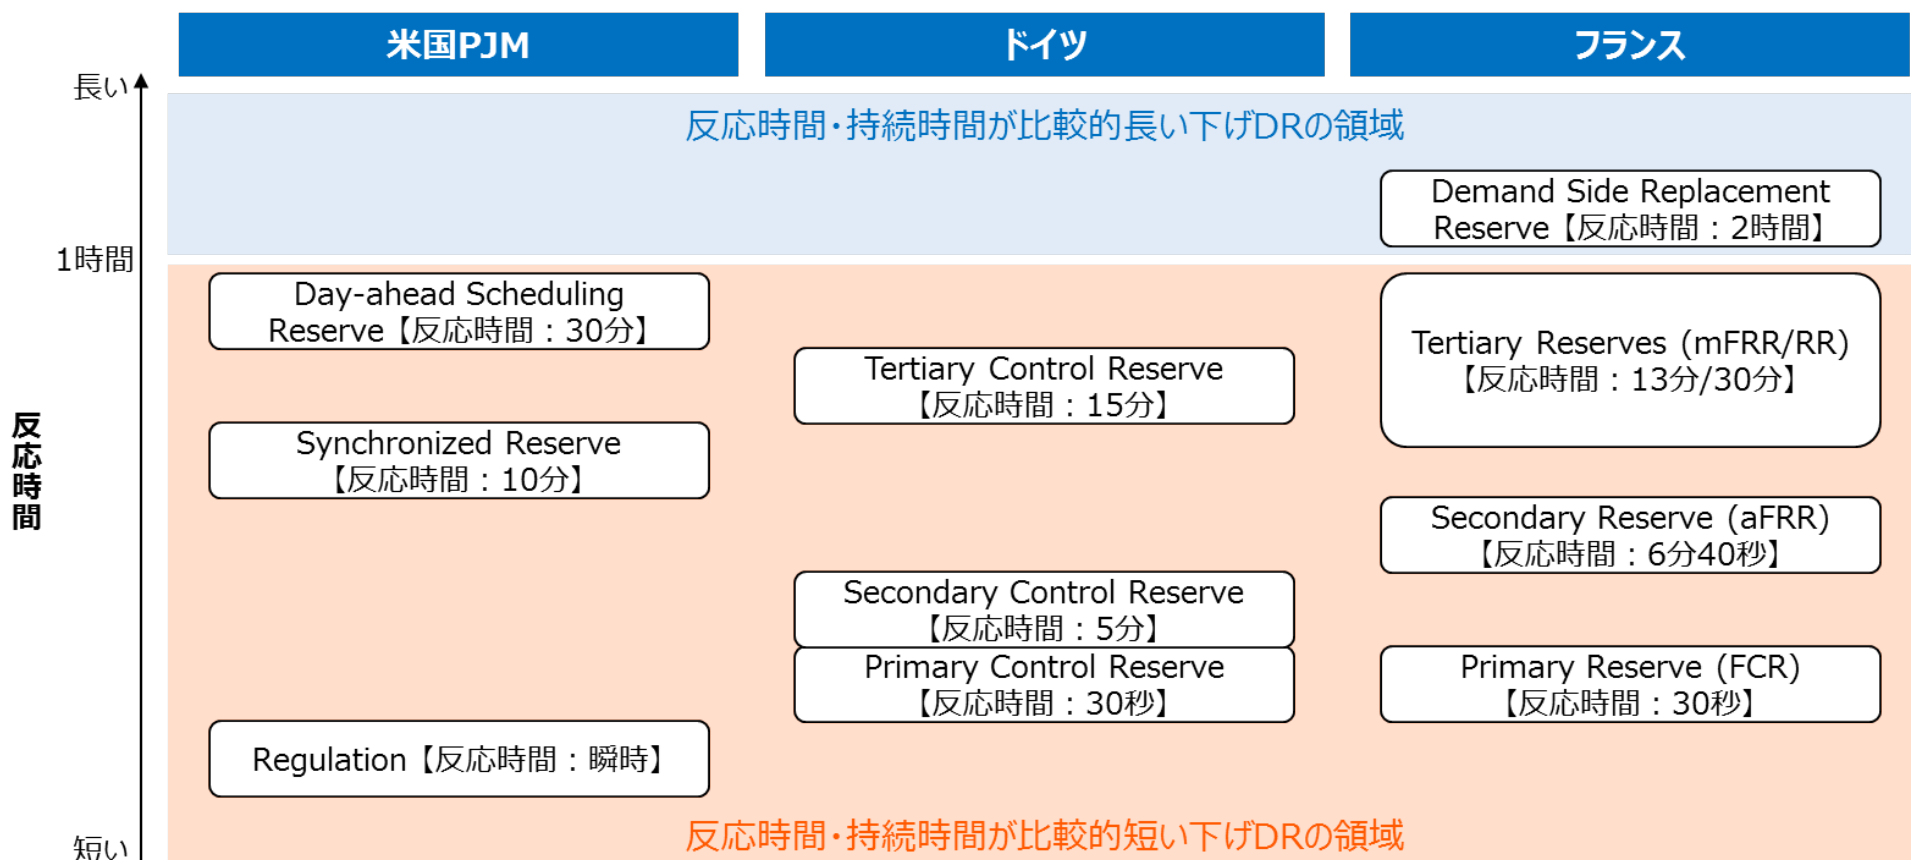 米国PJM
ドイツ
フランス
長い
反応時間・持続時間が比較的長い下げDRの領域
Demand Side Replacement
Reserve【反応時間：2時間】
1時間
Day-ahead Scheduling
Reserve【反応時間：30分】
Tertiary Control Reserve
【反応時間：15分】
Tertiary Reserves (mFRR/RR)
【反応時間：13分/30分】
反応時間
Synchronized Reserve
【反応時間：10分】
Secondary Reserve (aFRR)
【反応時間：6分40秒】
Secondary Control Reserve
【反応時間：5分】
Primary Control Reserve
【反応時間：30秒】
Primary Reserve (FCR)
【反応時間：30秒】
Regulation【反応時間：瞬時】
反応時間・持続時間が比較的短い下げDRの領域
短い